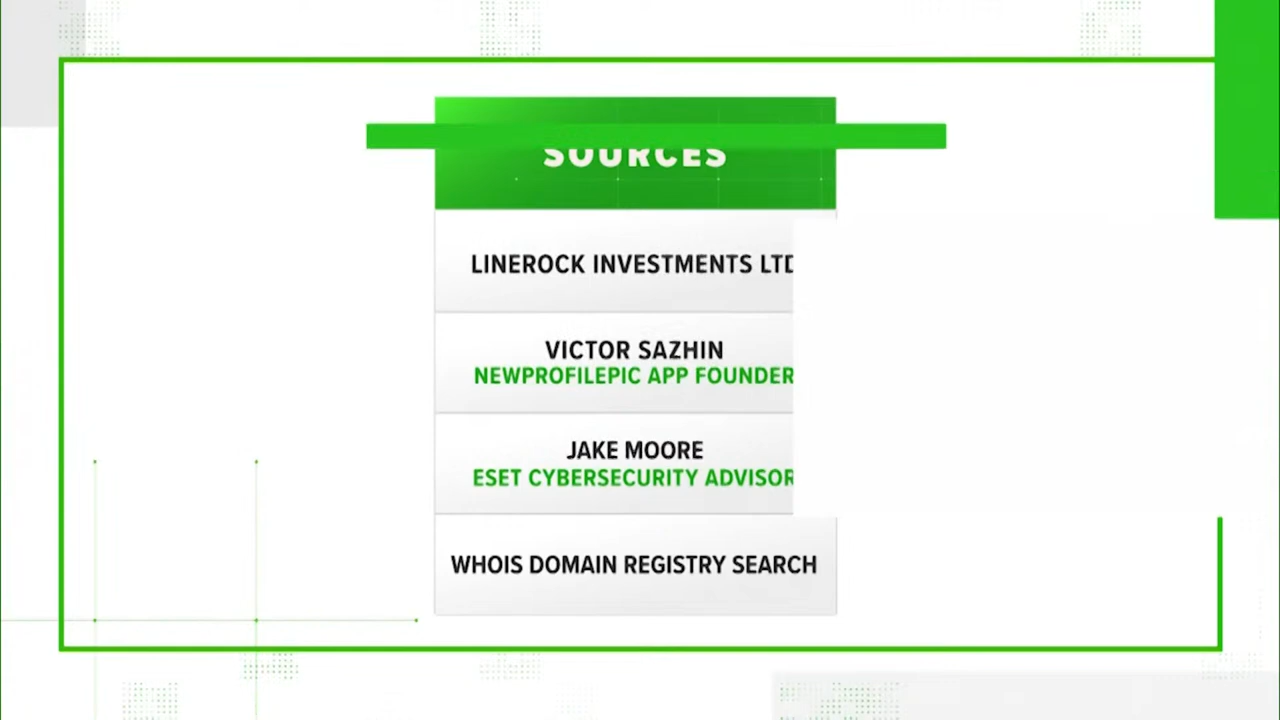 SOURCES
LINEROCK INVESTMENTS LTD
VICTOR SAZHIN
NEWPROFILEPIC APP FOUNDER
JAKE MOORE
ESET CYBERSECURITY ADVISOR
WHOIS DOMAIN REGISTRY SEARCH